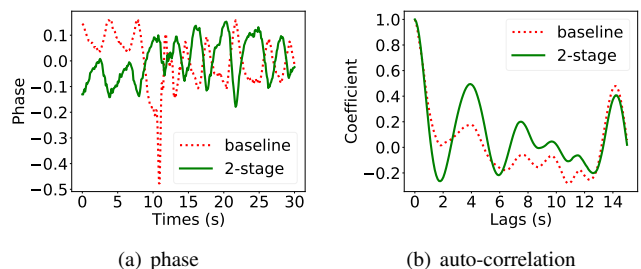 0.1
0.0
−0.1
−0.2
−0.3
−0.4
−0.5
Phase
baseline
2-stage
0 5 10 15 20 25 30
Times (s)
(a) phase
1.0
0.8
0.6
0.4
0.2
0.0
−0.2
Coefficient
baseline
2-stage
0 2 4 6 8 10 12 14
Lags (s)
(b) auto-correlation